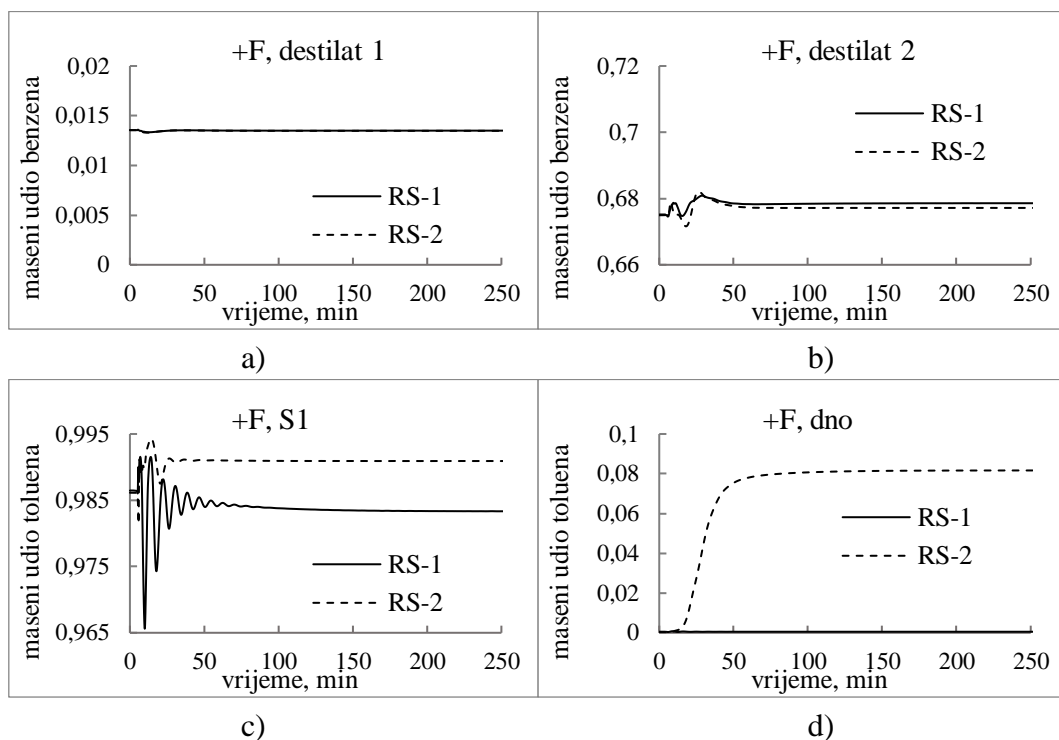 +F, destilat 1
maseni udio benzena
0,02
0,015
0,01
0,005
0
RS-1
RS-2
0 50 100 150 200 250
vrijeme, min
a)
+F, destilat 2
maseni udio benzena
0,72
0,7
0,68
0,66
RS-1
RS-2
0 50 100 150 200 250
vrijeme, min
b)
+F, S1
maseni udio toluena
0,995
0,985
0,975
0,965
RS-1
RS-2
0 50 100 150 200 250
vrijeme, min
c)
+F, dno
maseni udio toluena
0,1
0,08
0,06
0,04
0,02
0
RS-1
RS-2
0 50 100 150 200 250
vrijeme, min
d)